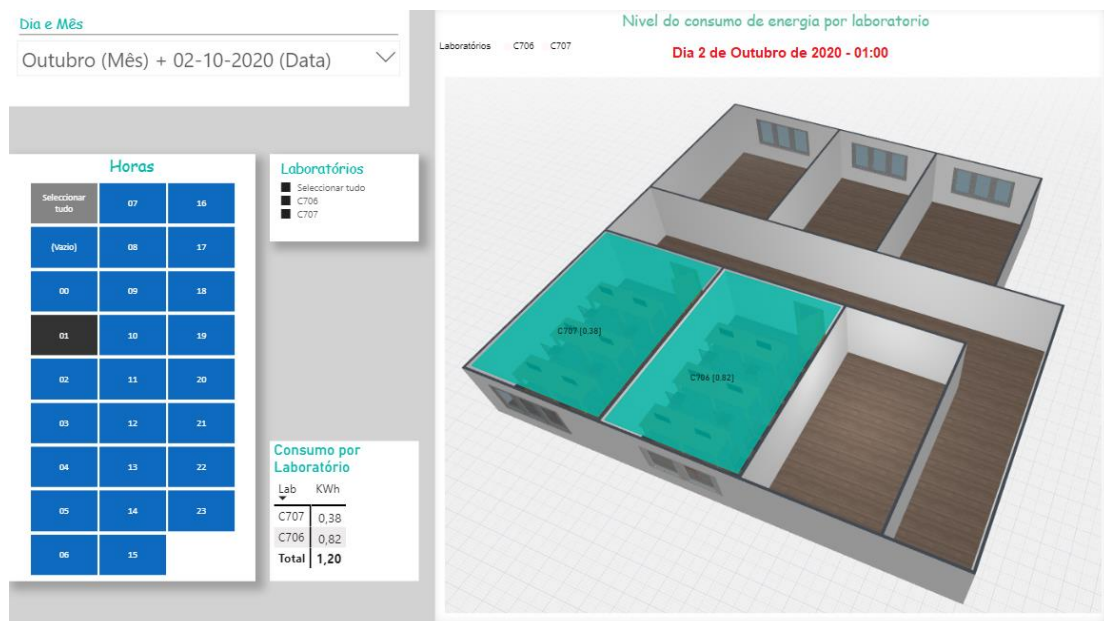 Dia e Mês
Outubro (Mês) + 02-10-2020 (Data)
Nivel do consumo de energia por laboratorio
Laboratórios C706 C707
Dia 2 de Outubro de 2020 - 01:00
Horas
Seleccionar
tudo
07
16
(Vazio)
08
17
00
09
18
01
10
19
02
11
20
03
12
21
04
13
22
05
14
23
06
15
Laboratórios
Seleccionar tudo
C706
C707
Consumo por
Laboratório
Lab KWh
C707 0,38
C706 0,82
Total 1,20
C707 [0.38]
C706 [0.82]